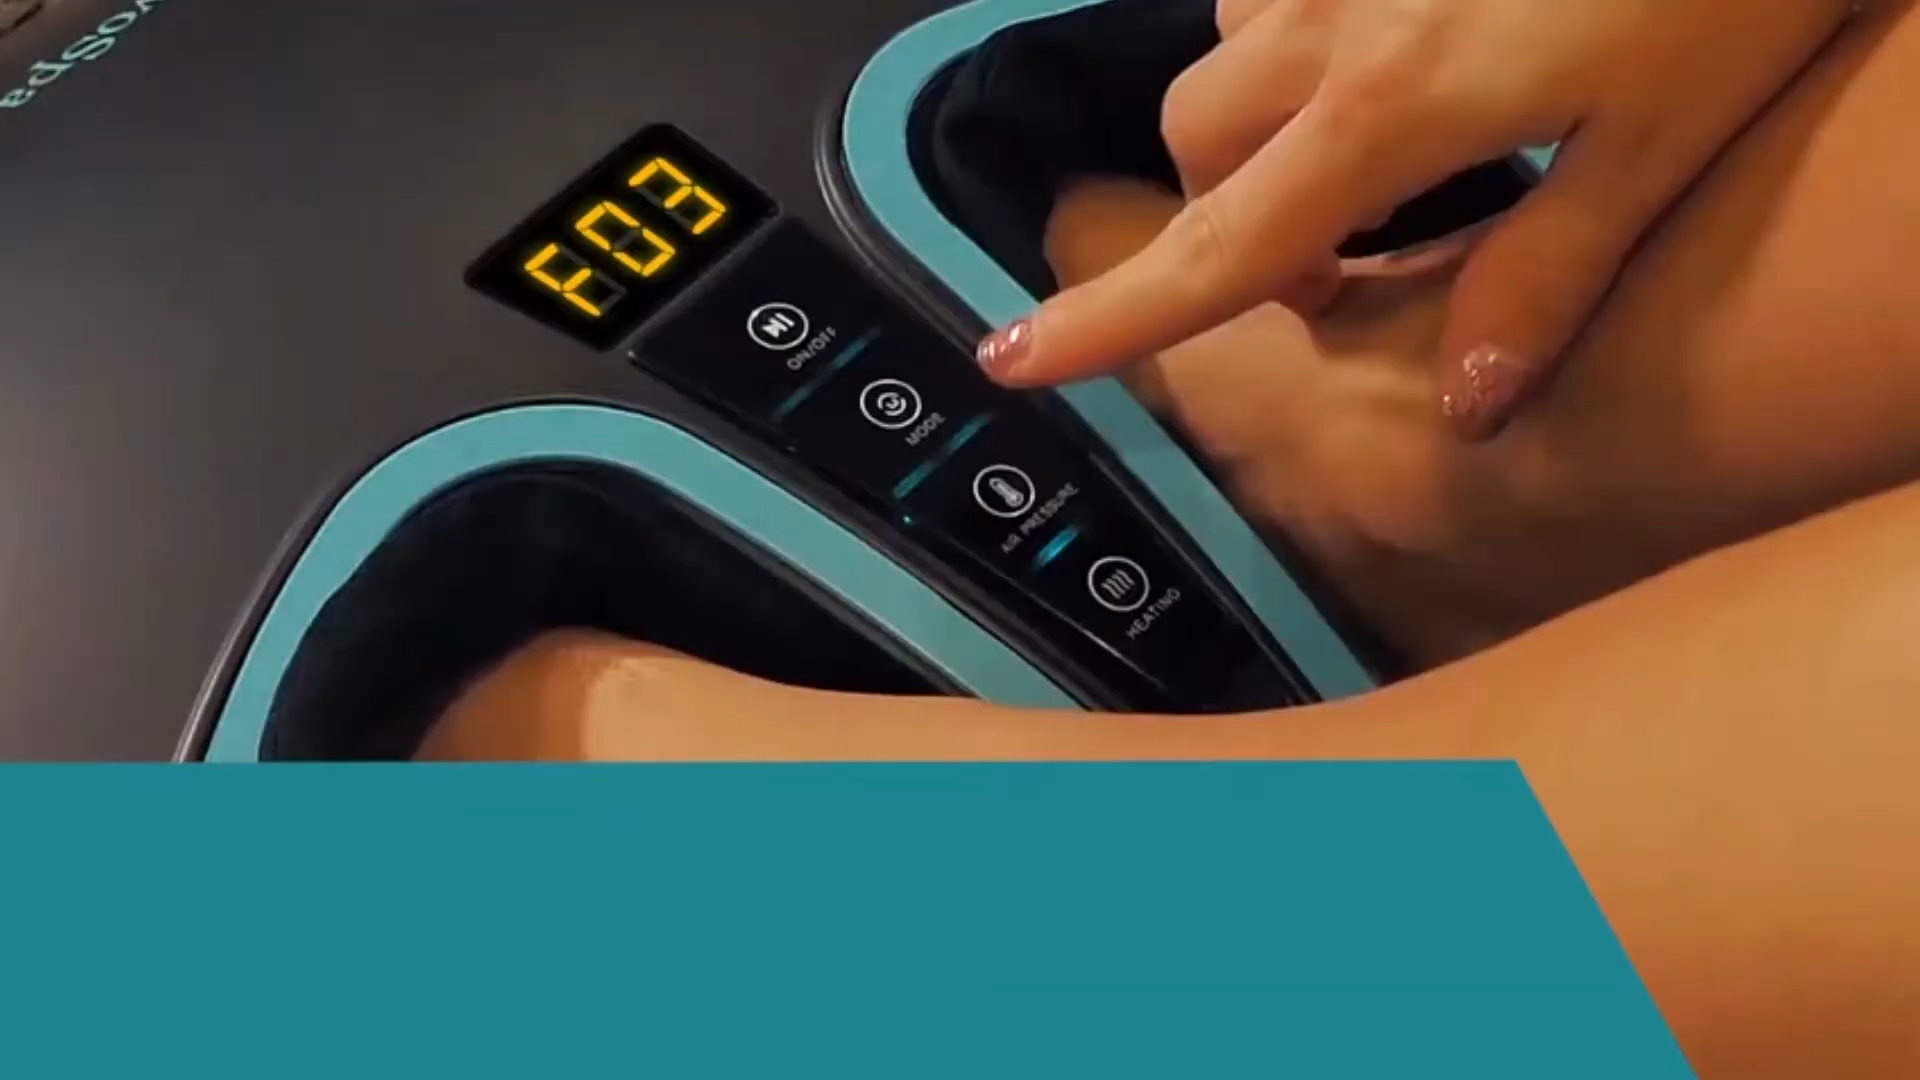 F03
ON/OFF
MODE
AIR PRESSURE
HEATING